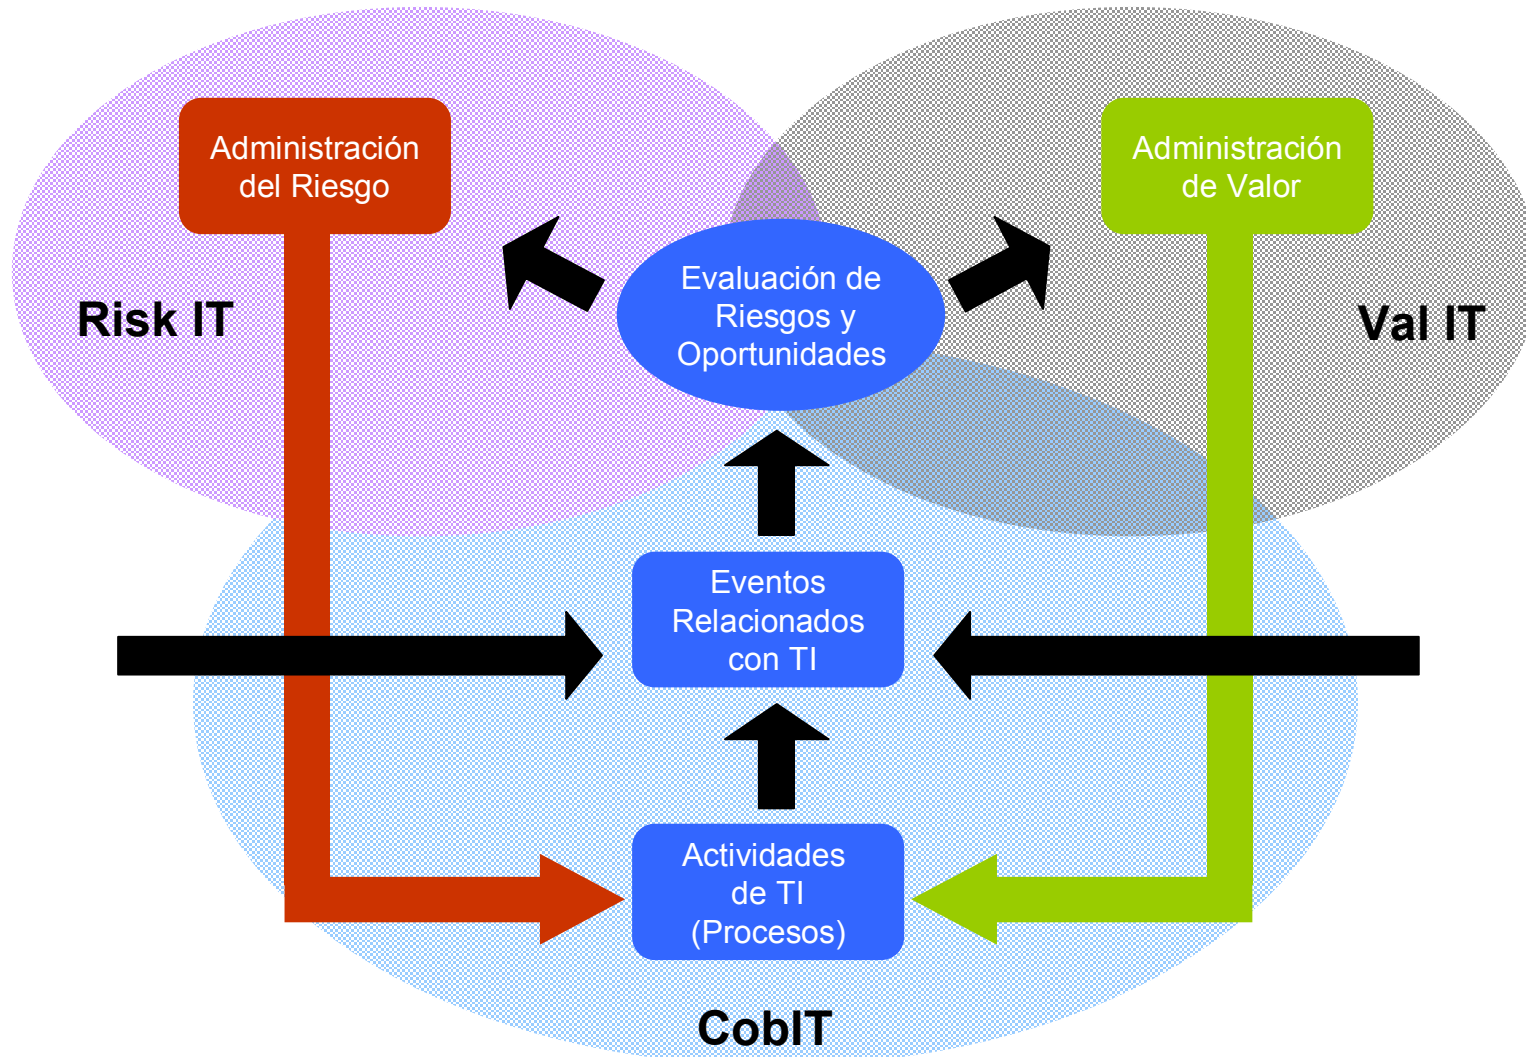 Administración
del Riesgo
Administración
de Valor
Evaluación de
Riesgos y
Oportunidades
Risk IT
Val IT
Eventos
Relacionados
con TI
Actividades
de TI
(Procesos)
CobIT